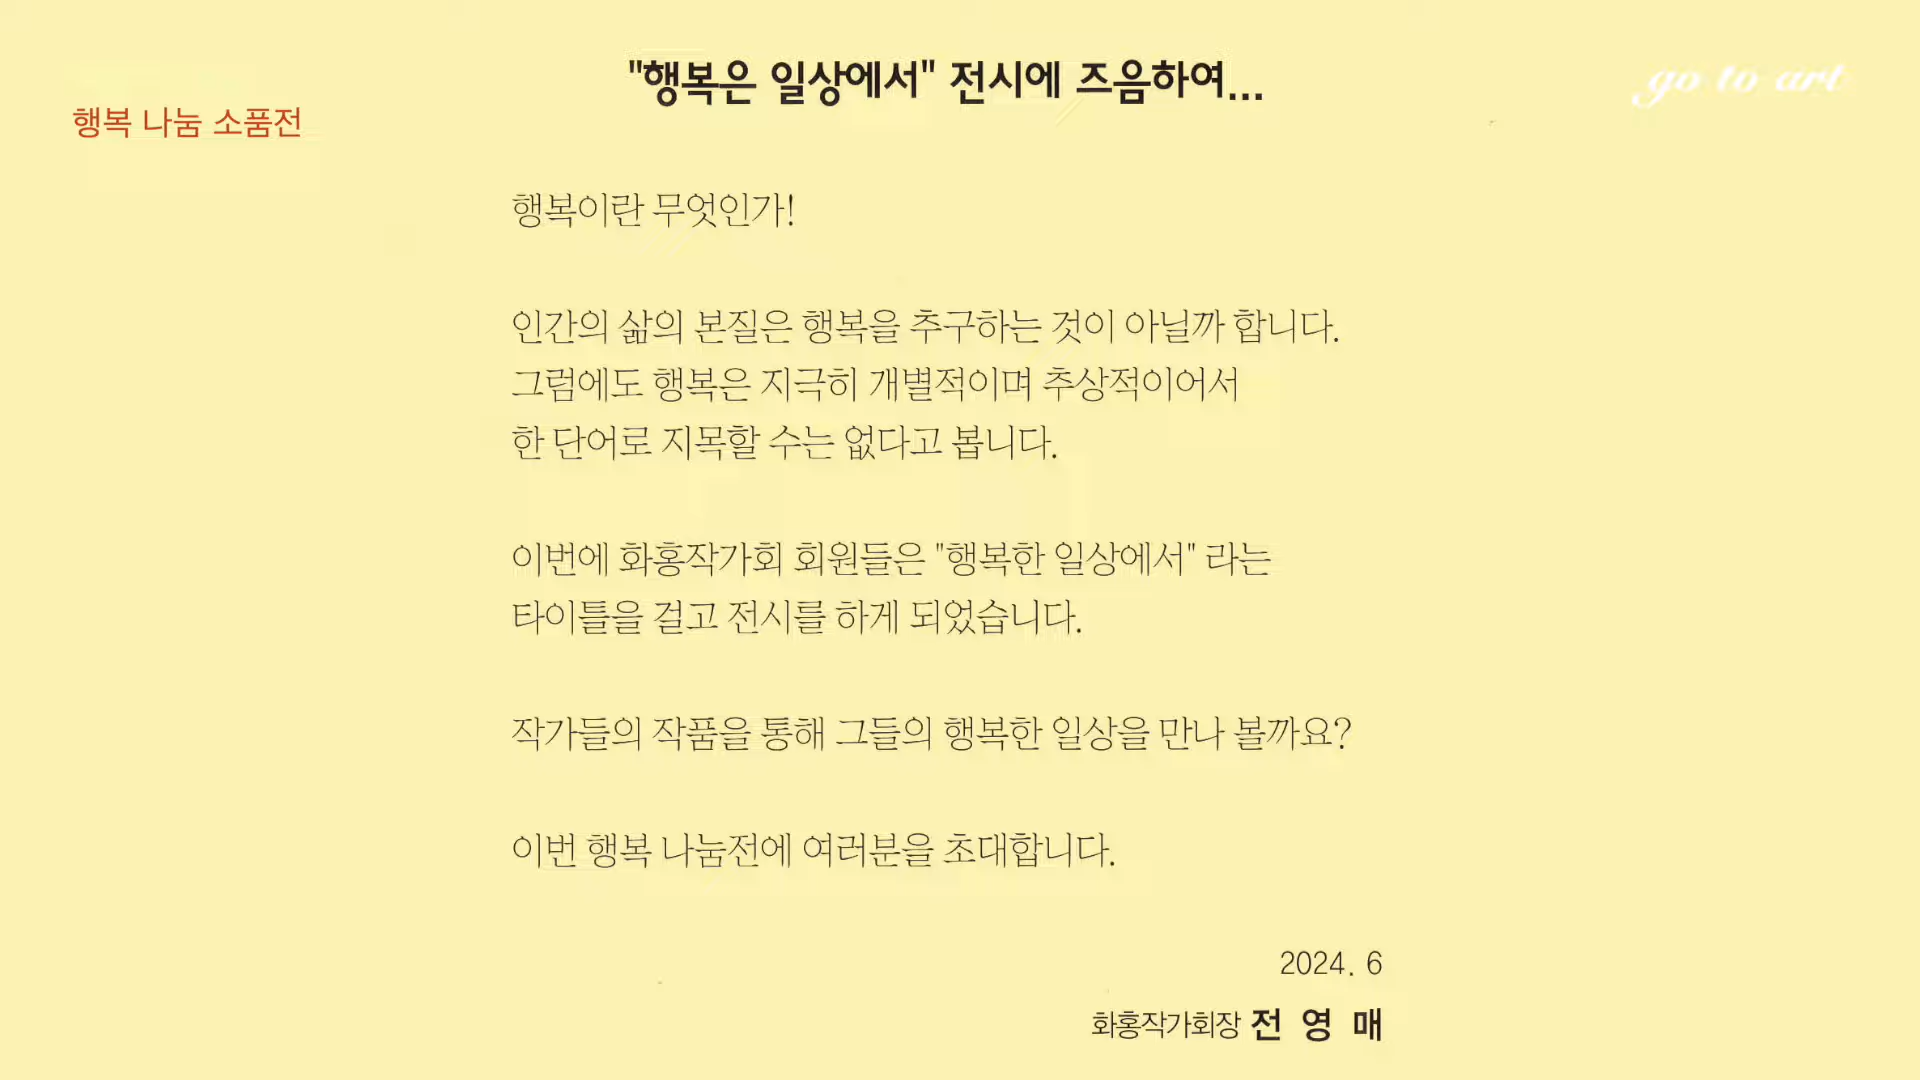 "행복은 일상에서" 전시에 즈음하여...
go to art
행복 나눔 소품전
행복이란 무엇인가!
인간의 삶의 본질은 행복을 추구하는 것이 아닐까 합니다.
그럼에도 행복은 지극히 개별적이며 추상적이어서
한 단어로 지목할 수는 없다고 봅니다.
이번에 화홍작가회 회원들은 "행복한 일상에서" 라는
타이틀을 걸고 전시를 하게 되었습니다.
작가들의 작품을 통해 그들의 행복한 일상을 만나 볼까요?
이번 행복 나눔전에 여러분을 초대합니다.
2024. 6
화홍작가회장 전 영 매